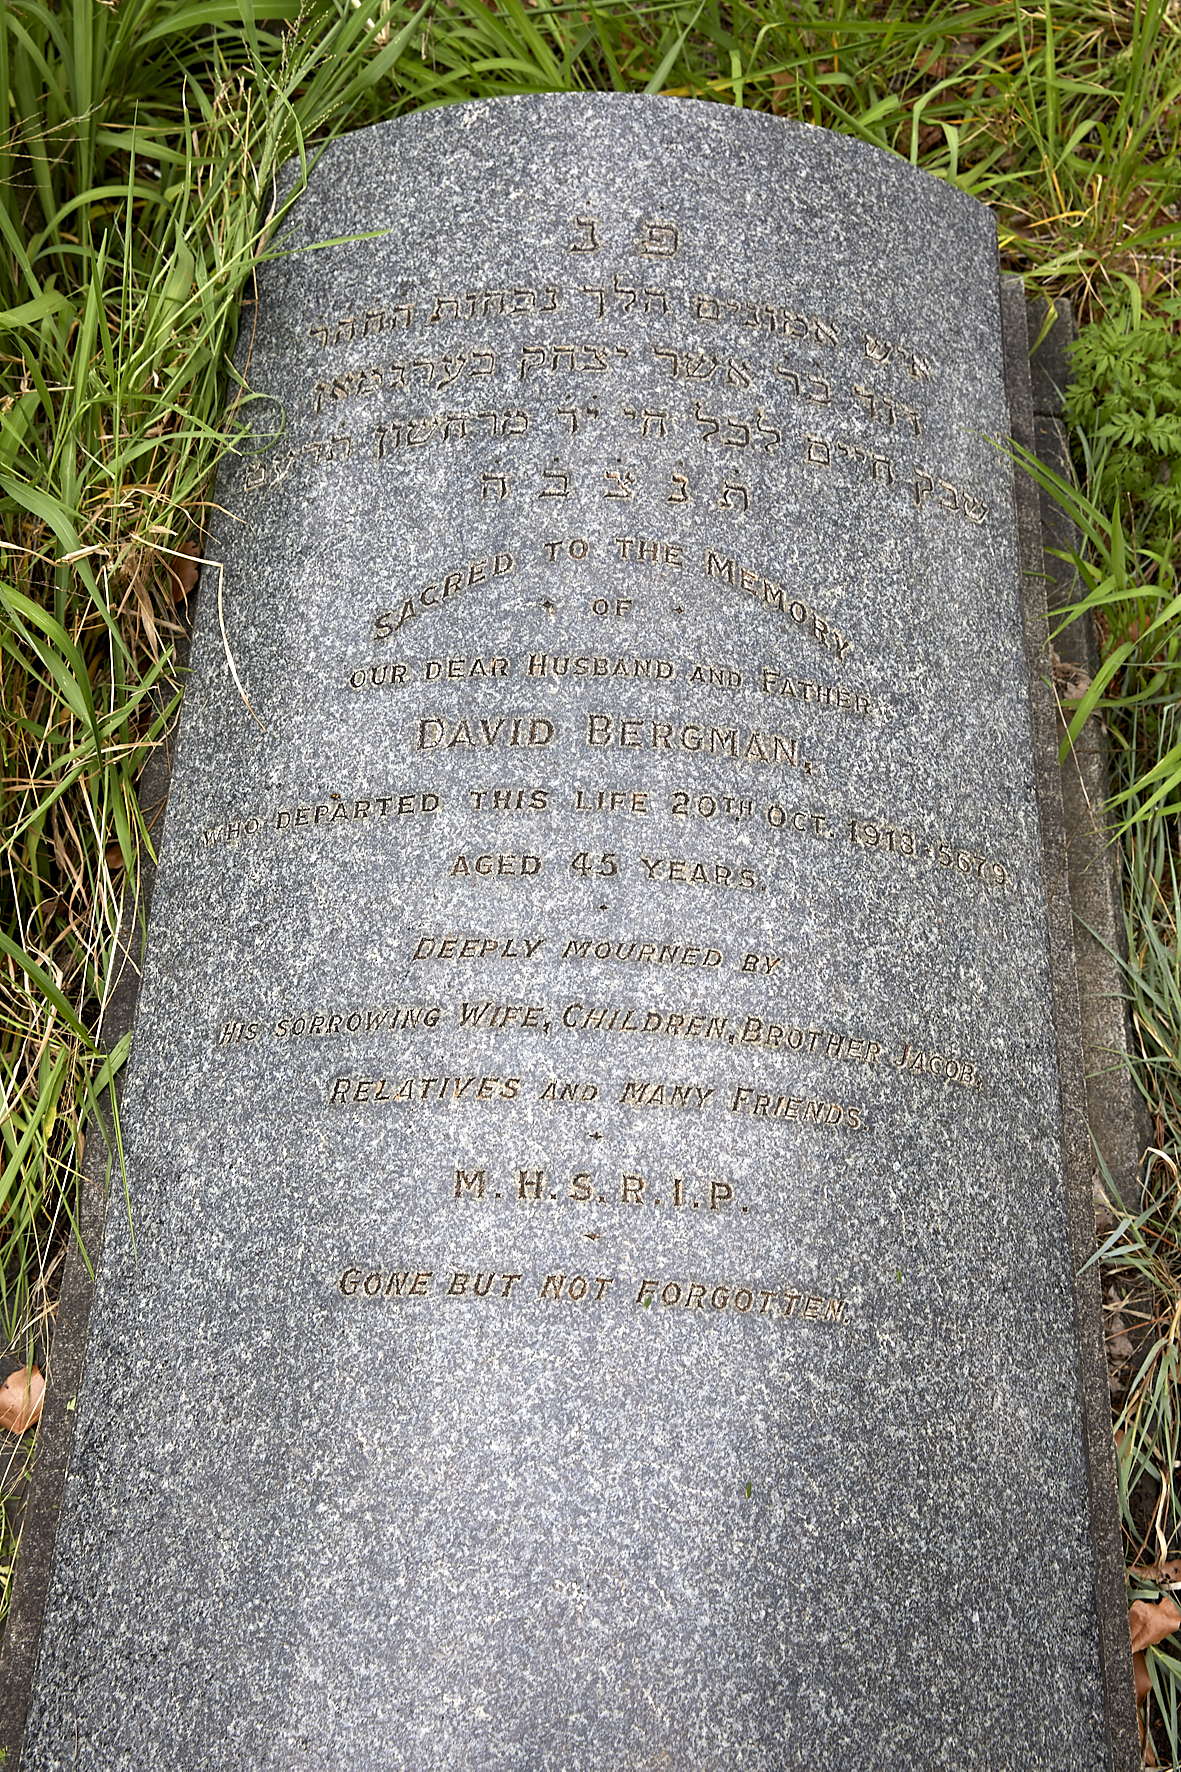 פ נ
איש אמונים הלך נכחות
דוד בר אשר יצחק בערגמאן
שבק חיים לכל חי י̇ד̇ מרחשון תרעט
ת̇ נ̇ צ̇ ב̇ ה̇
SACRED TO THE MEMORY
OF
OUR DEAR HUSBAND AND FATHER,
DAVID BERGMAN,
WHO DEPARTED THIS LIFE 20TH OCT. 1918-5679.
AGED 45 YEARS.
DEEPLY MOURNED BY
HIS SORROWING WIFE, CHILDREN, BROTHER JACOB,
RELATIVES AND MANY FRIENDS.
M.H.S.R.I.P.
GONE BUT NOT FORGOTTEN.